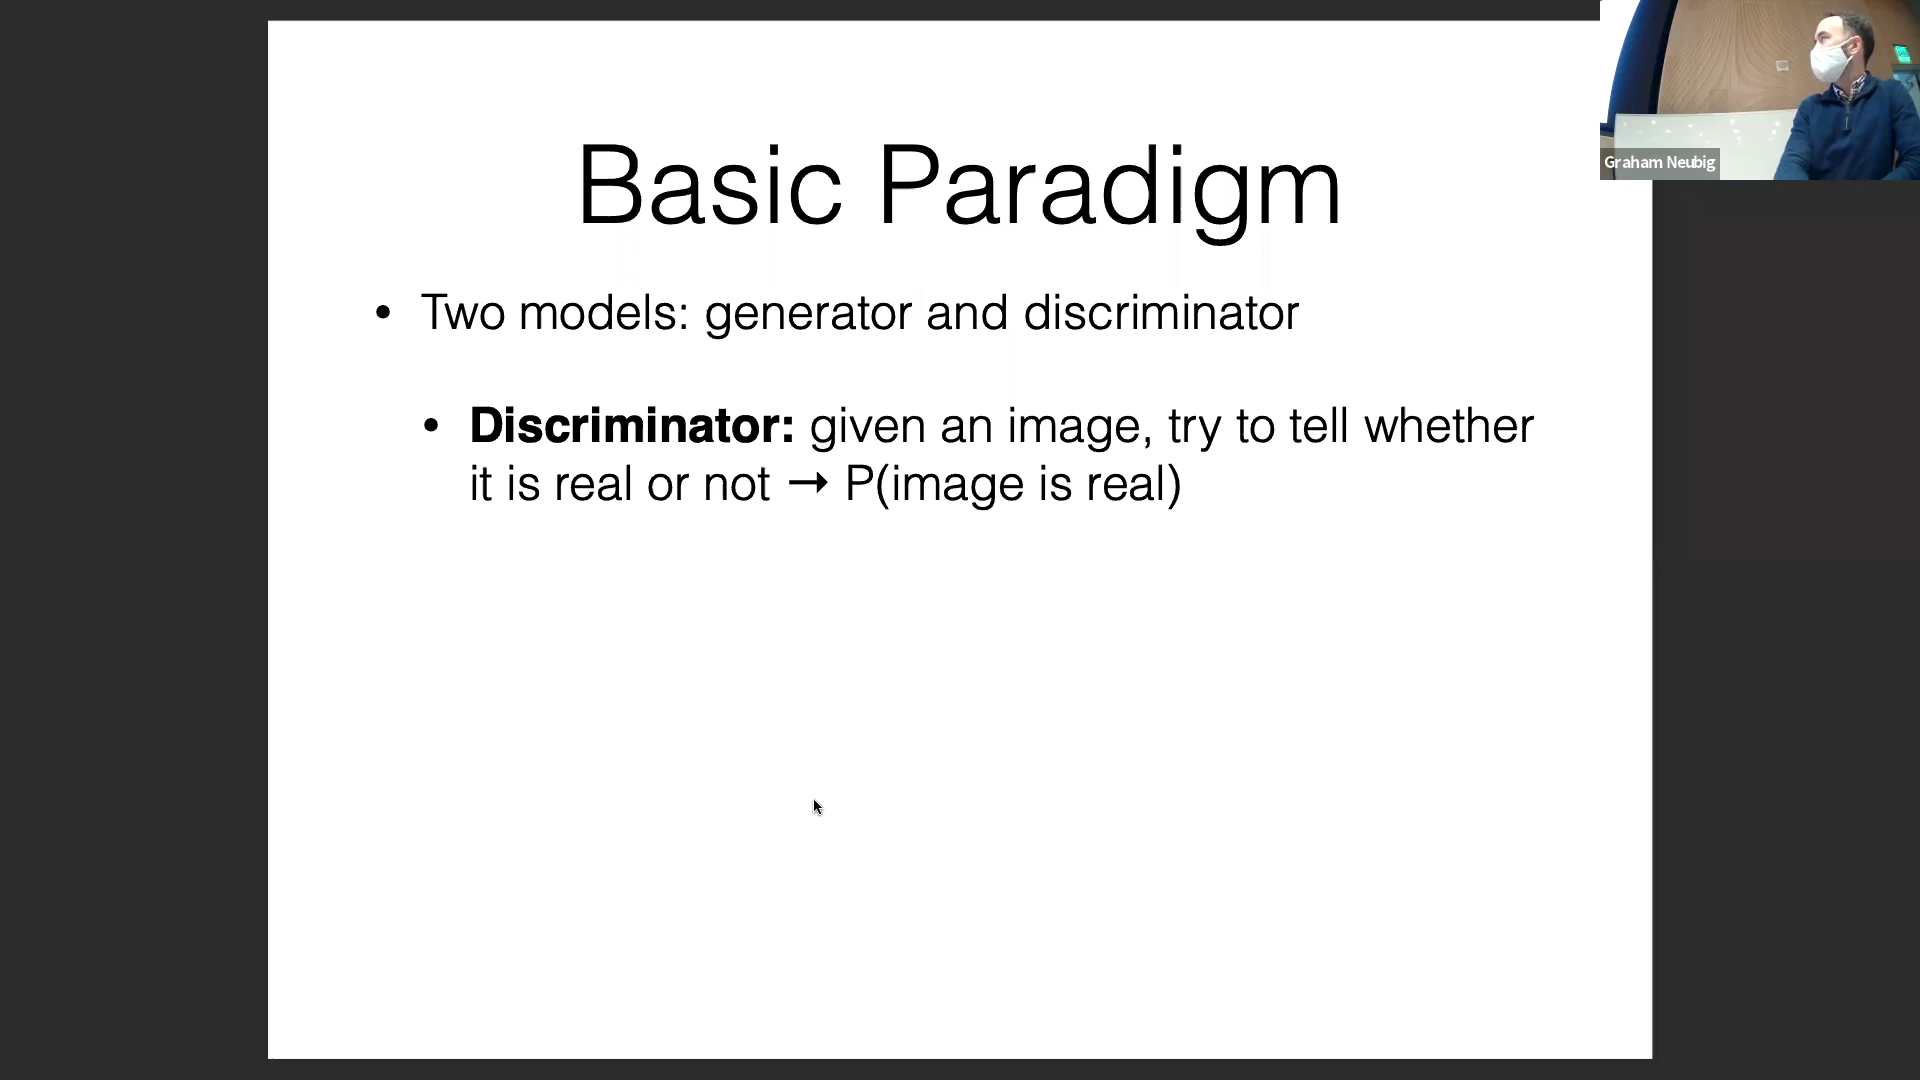 Basic Paradigm
• Two models: generator and discriminator
• Discriminator: given an image, try to tell whether
it is real or not → P(image is real)
Graham Neubig